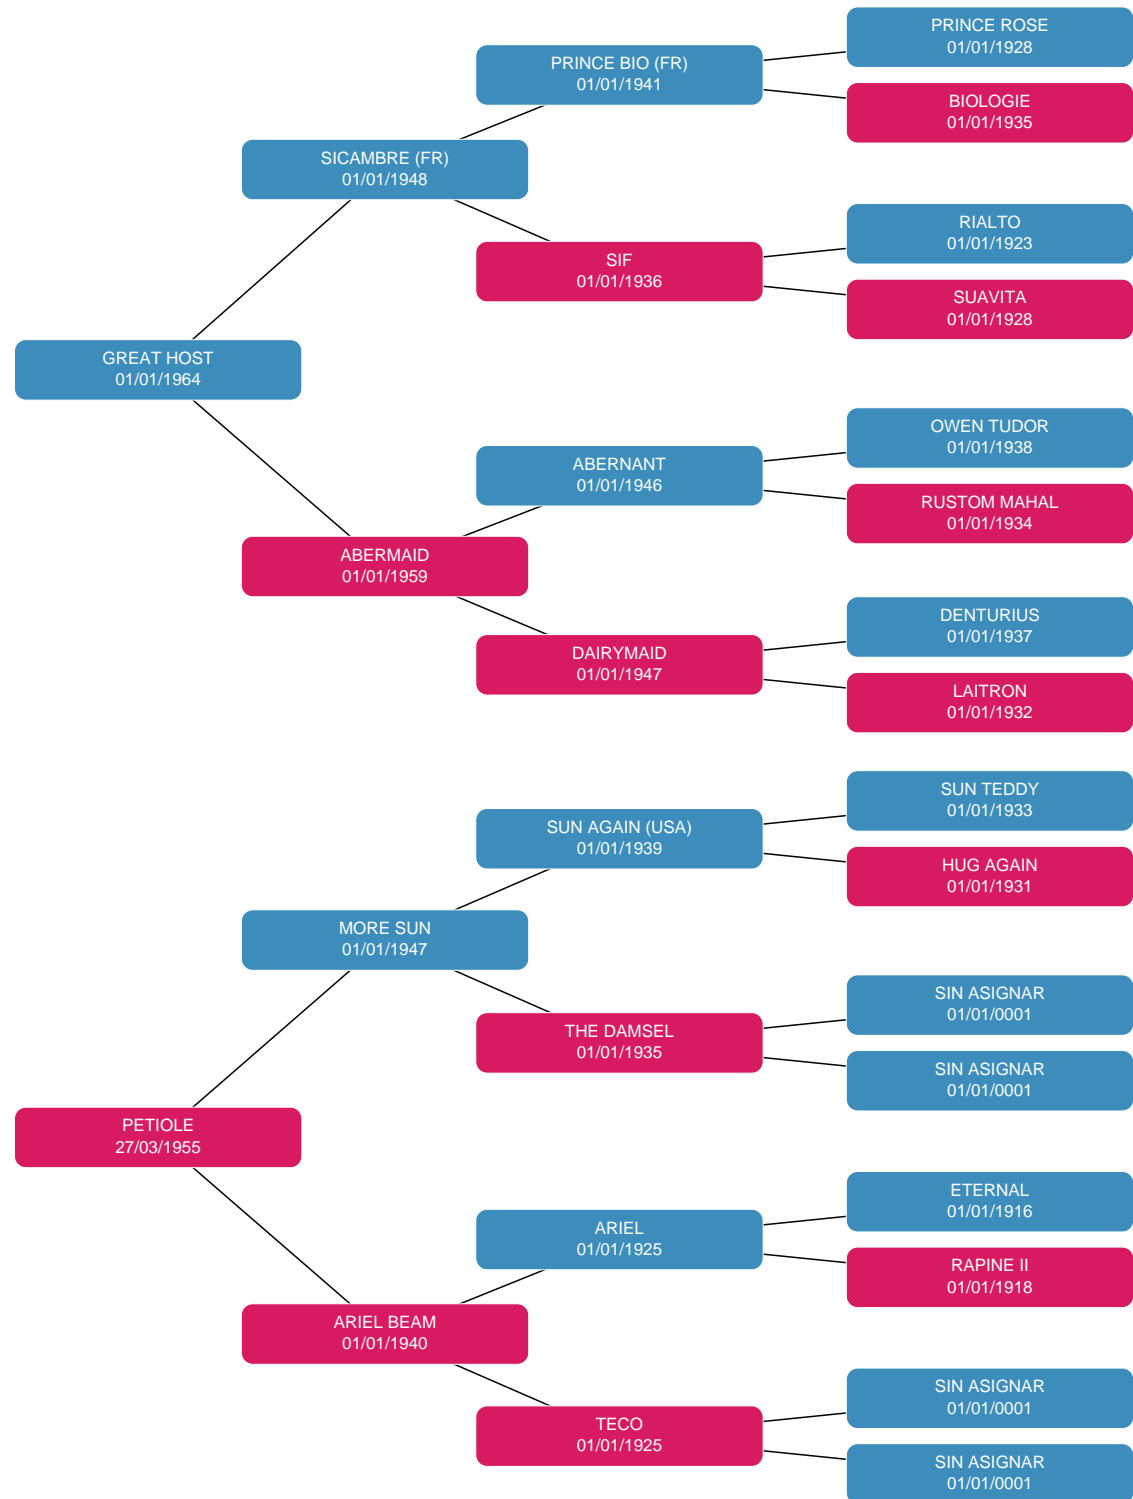 PRINCE ROSE
01/01/1928
PRINCE BIO (FR)
01/01/1941
BIOLOGIE
01/01/1935
SICAMBRE (FR)
01/01/1948
RIALTO
01/01/1923
SIF
01/01/1936
SUAVITA
01/01/1928
GREAT HOST
01/01/1964
OWEN TUDOR
01/01/1938
ABERNANT
01/01/1946
RUSTOM MAHAL
01/01/1934
ABERMAID
01/01/1959
DENTURIUS
01/01/1937
DAIRYMAID
01/01/1947
LAITRON
01/01/1932
SUN TEDDY
01/01/1933
SUN AGAIN (USA)
01/01/1939
HUG AGAIN
01/01/1931
MORE SUN
01/01/1947
SIN ASIGNAR
01/01/0001
THE DAMSEL
01/01/1935
SIN ASIGNAR
01/01/0001
PETIOLE
27/03/1955
ETERNAL
01/01/1916
ARIEL
01/01/1925
RAPINE II
01/01/1918
ARIEL BEAM
01/01/1940
SIN ASIGNAR
01/01/0001
TECO
01/01/1925
SIN ASIGNAR
01/01/0001